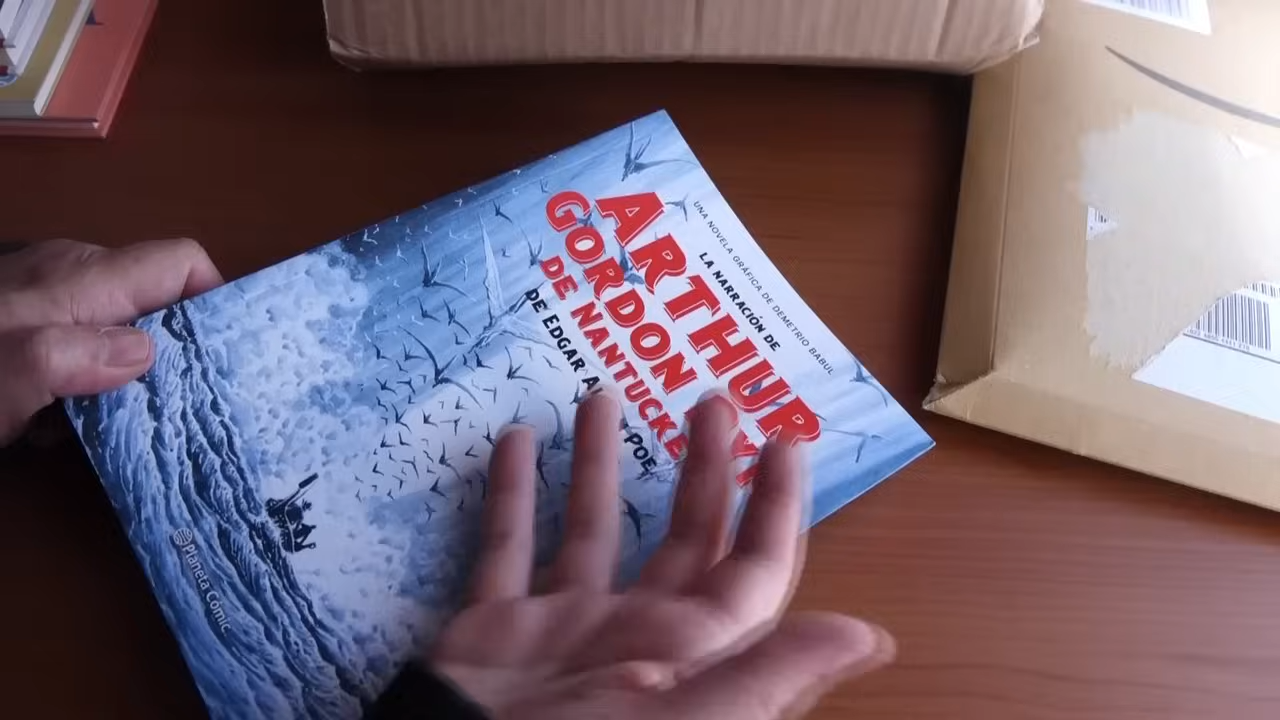 UNA NOVELA GRÁFICA DE DEMETRIO BABUL
LA NARRACIÓN DE
ARTHUR
GORDON
DE NANTUCKE
DE EDGAR POE
Planeta Cómic